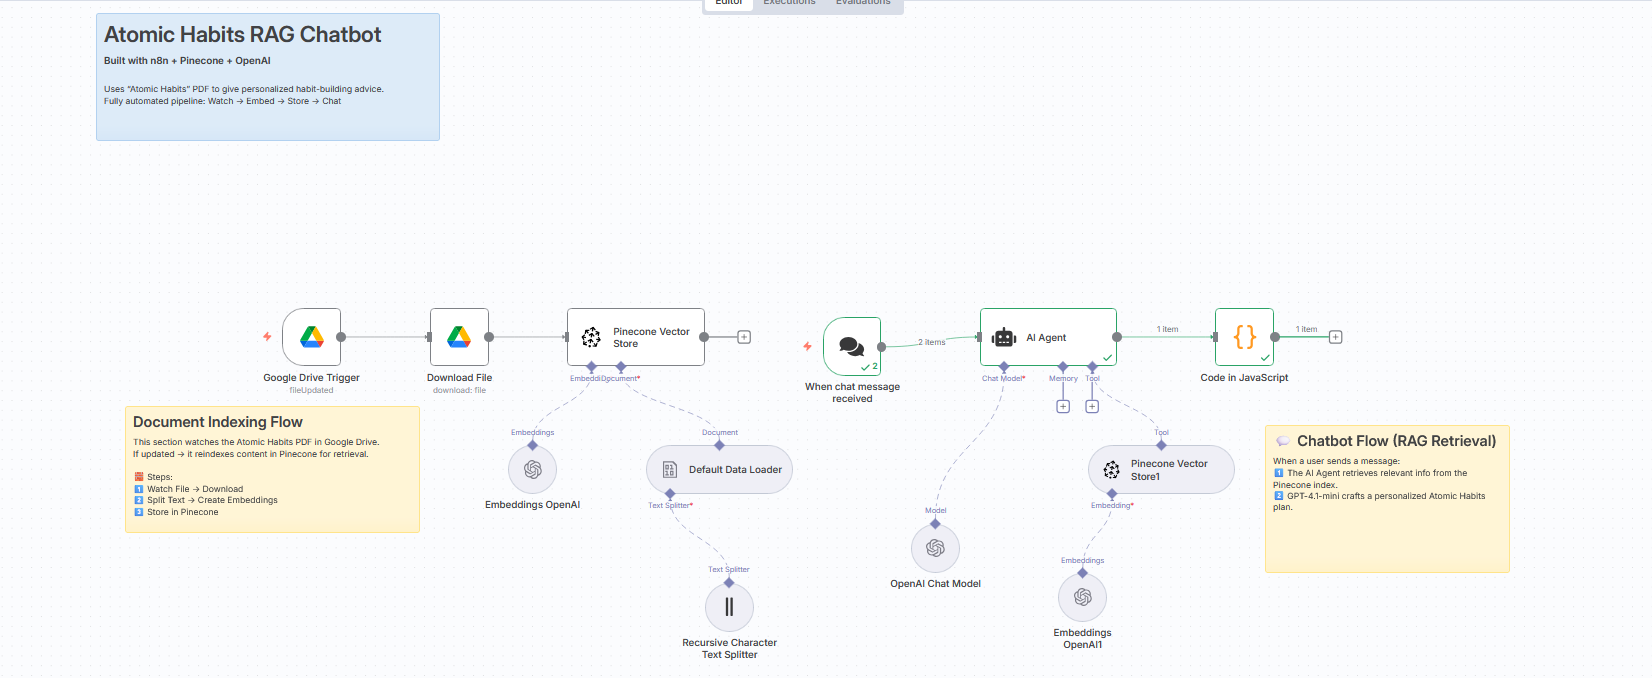 Editor Executions Evaluations
Atomic Habits RAG Chatbot
Built with n8n + Pinecone + OpenAI
Uses “Atomic Habits” PDF to give personalized habit-building advice.
Fully automated pipeline: Watch → Embed → Store → Chat
Google Drive Trigger
fileUpdated
Download File
download: file
Pinecone Vector
Store
Embeddi
Document*
Embeddings
Embeddings OpenAI
Document
Default Data Loader
Text Splitter*
Text Splitter
Recursive Character
Text Splitter
Document Indexing Flow
This section watches the Atomic Habits PDF in Google Drive.
If updated → it reindexes content in Pinecone for retrieval.
🧱 Steps:
1️⃣ Watch File → Download
2️⃣ Split Text → Create Embeddings
3️⃣ Store in Pinecone
2
When chat message
received
2 items
AI Agent
Chat Model*
Memory
Tool
1 item
Code in JavaScript
1 item
Model
OpenAI Chat Model
Tool
Pinecone Vector
Store1
Embedding*
Embeddings
Embeddings
OpenAI1
💬 Chatbot Flow (RAG Retrieval)
When a user sends a message:
1️⃣ The AI Agent retrieves relevant info from the
Pinecone index.
2️⃣ GPT-4.1-mini crafts a personalized Atomic Habits
plan.